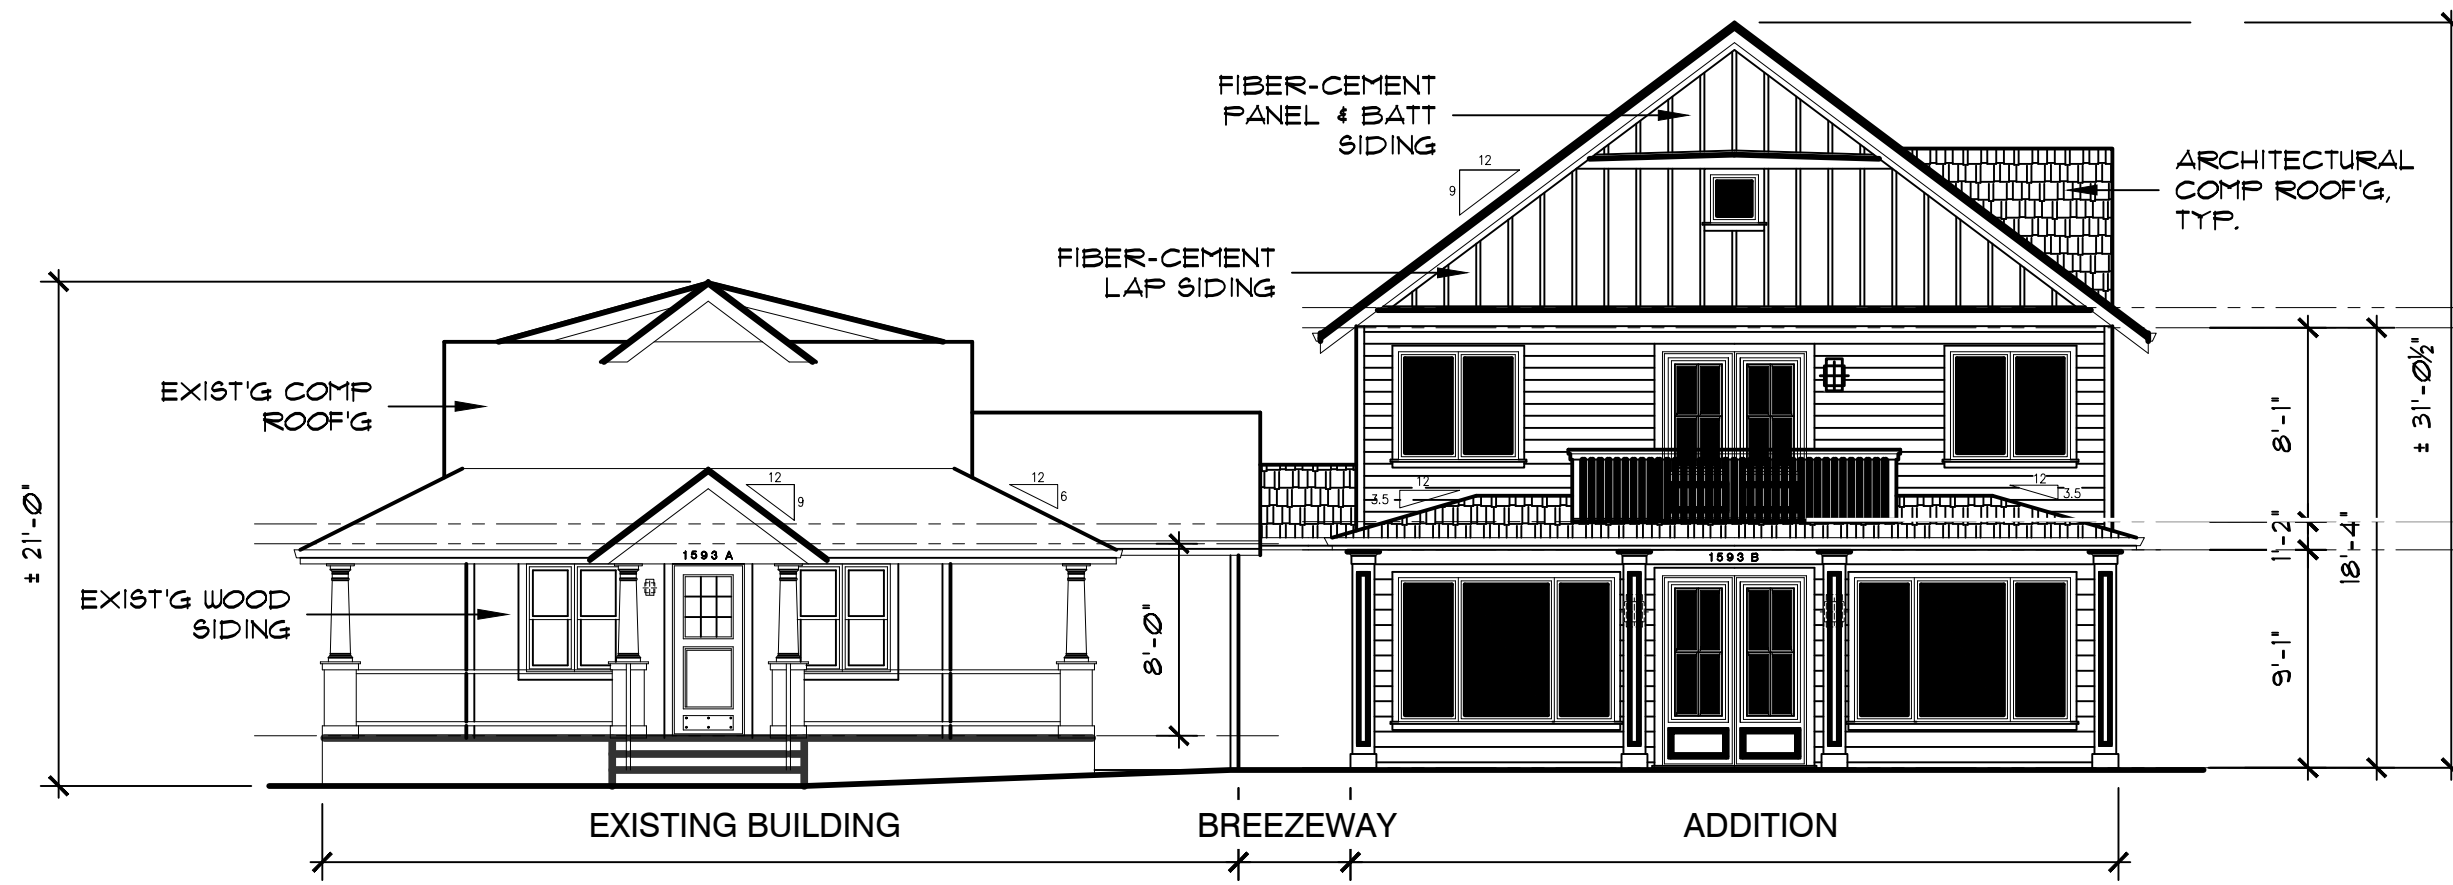 FIBER-CEMENT
PANEL & BATT
SIDING
12
9
ARCHITECTURAL
COMP ROOF'G,
TYP.
FIBER-CEMENT
LAP SIDING
EXIST'G COMP
ROOF'G
12
9
12
6
12
3.5
12
3.5
± 21'-0"
8'-1"
± 31'-0½"
1'-2"
18'-4"
1593 A
1593 B
EXIST'G WOOD
SIDING
8'-0"
9'-1"
EXISTING BUILDING
BREEZEWAY
ADDITION